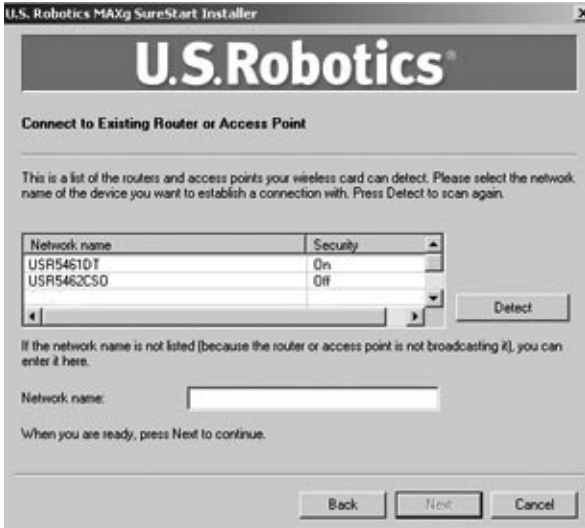 U.S. Robotics MAXg SureStart Installer
U.S.Robotics®
Connect to Existing Router or Access Point
This is a list of the routers and access points your wireless card can detect. Please select the network
name of the device you want to establish a connection with. Press Detect to scan again.
Network name Security
USR5461DT On
USR5462CSO Off
Detect
If the network name is not listed (because the router or access point is not broadcasting it), you can
enter it here.
Network name:
When you are ready, press Next to continue.
Back Next Cancel